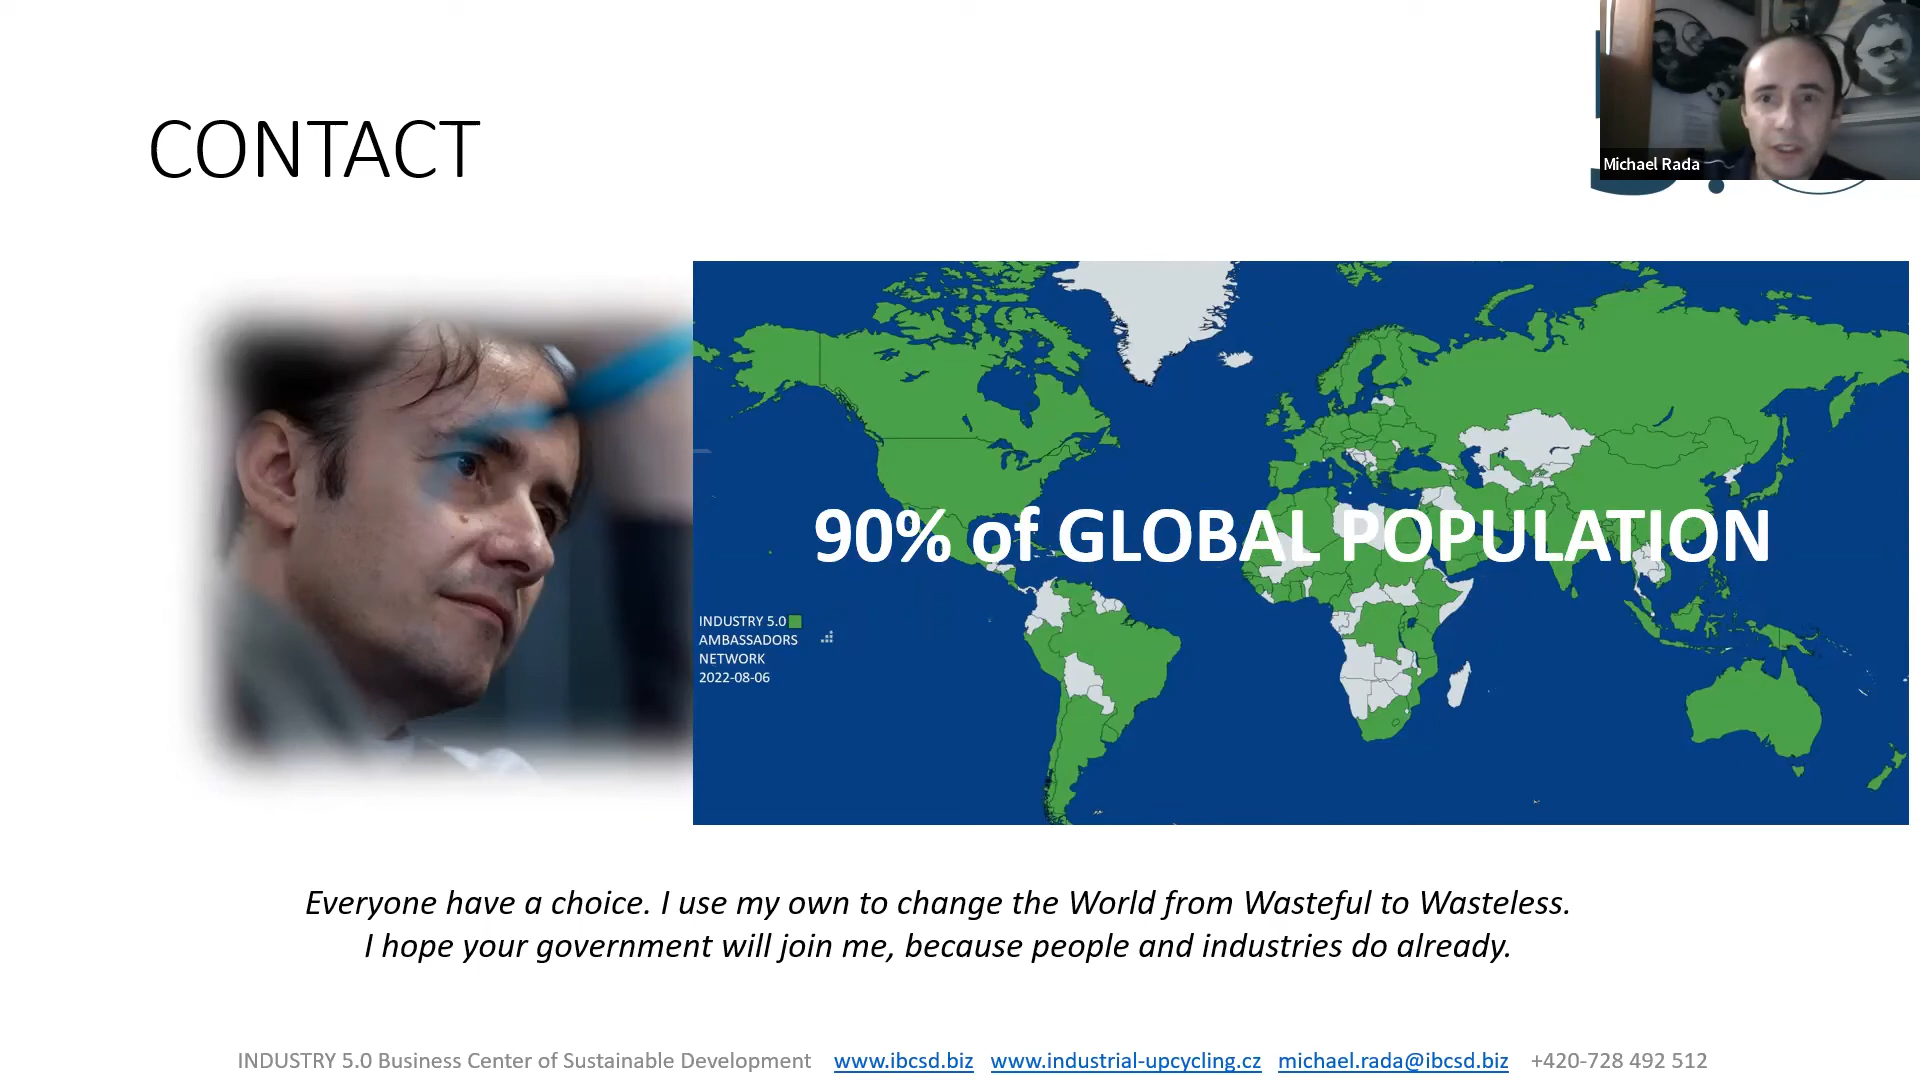 Michael Rada
CONTACT
90% of GLOBAL POPULATION
INDUSTRY 5.0
AMBASSADORS
NETWORK
2022-08-06
Everyone have a choice. I use my own to change the World from Wasteful to Wasteless.
I hope your government will join me, because people and industries do already.
INDUSTRY 5.0 Business Center of Sustainable Development www.ibcsd.biz www.industrial-upcycling.cz michael.rada@ibcsd.biz +420-728 492 512